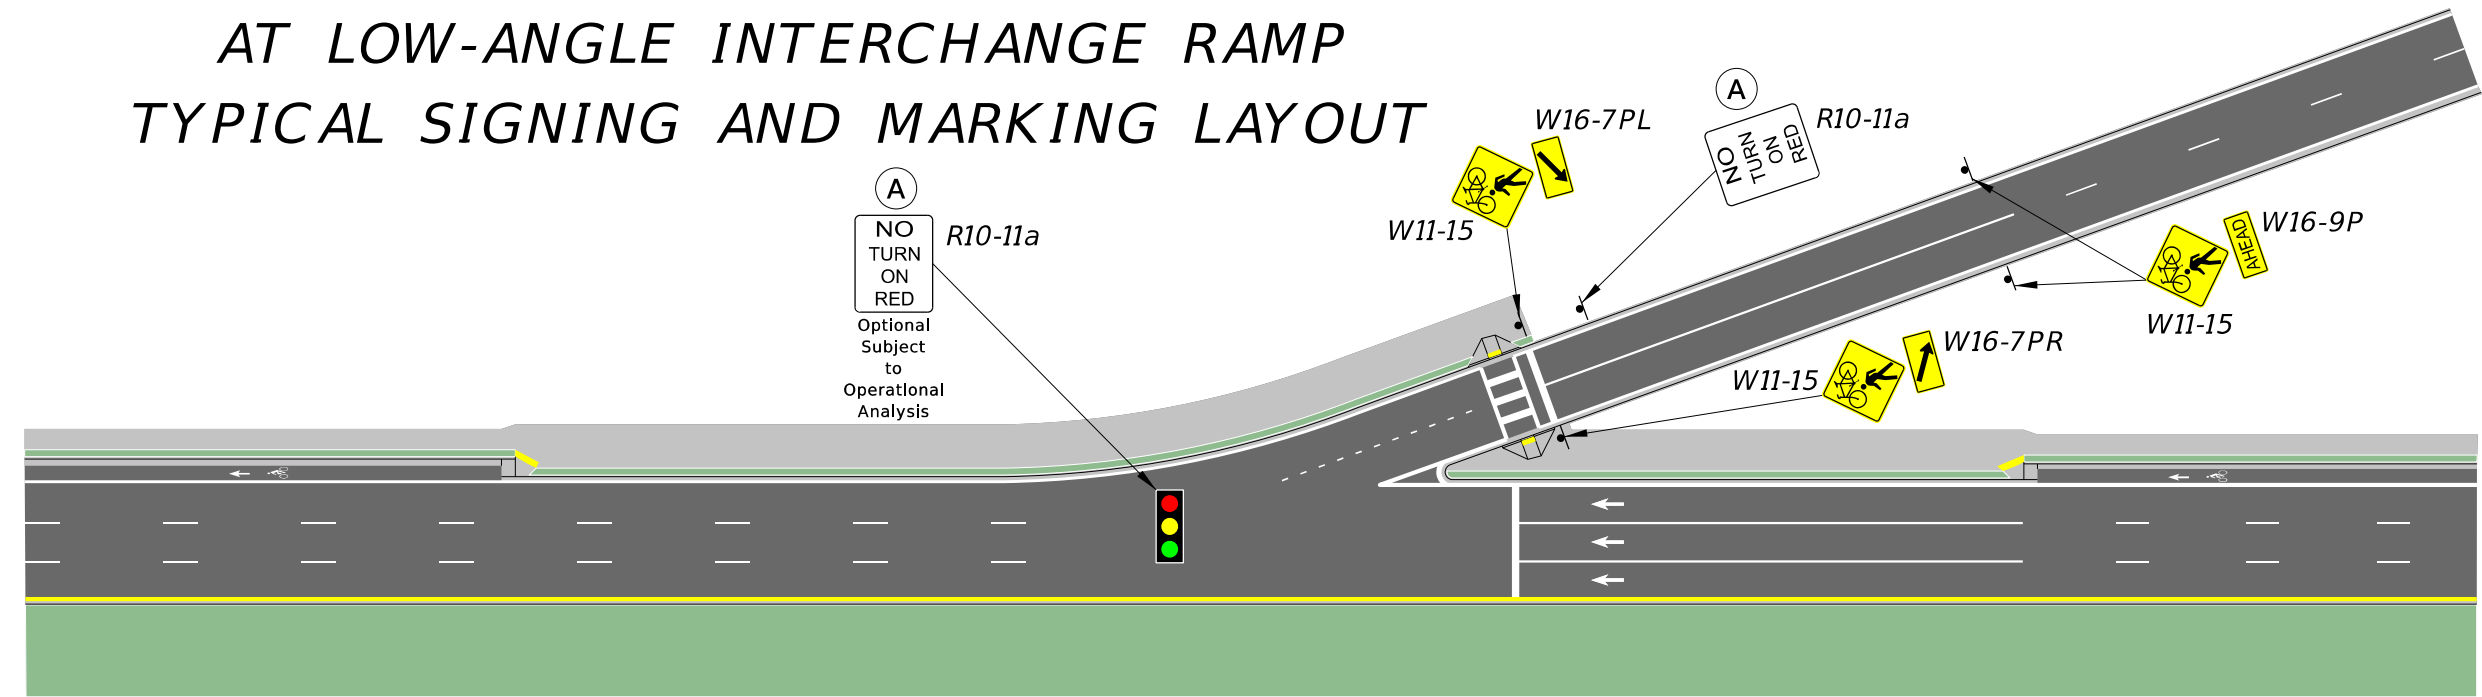 AT LOW-ANGLE INTERCHANGE RAMP
TYPICAL SIGNING AND MARKING LAYOUT
A
NO
TURN
ON
RED
R10-11a
Optional
Subject
to
Operational
Analysis
W16-7PL
W11-15
A
NO
TURN
ON
RED
R10-11a
AHEAD
W16-9P
W11-15
W16-7PR
W11-15